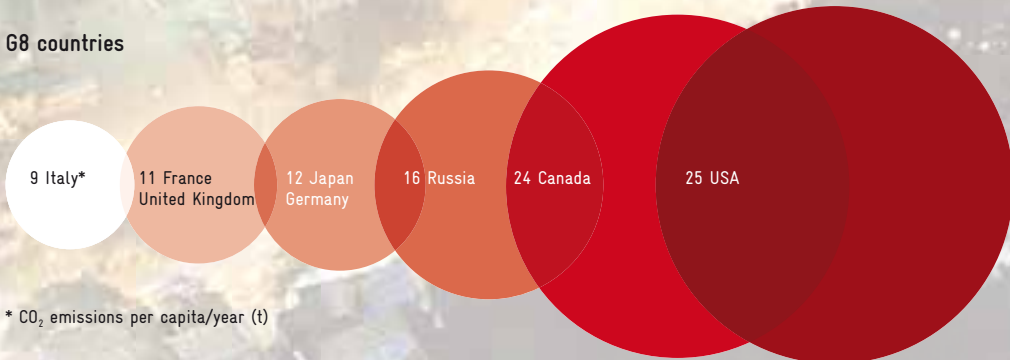 G8 countries
9 Italy*
11 France
United Kingdom
12 Japan
Germany
16 Russia
24 Canada
25 USA
* CO₂ emissions per capita/year (t)